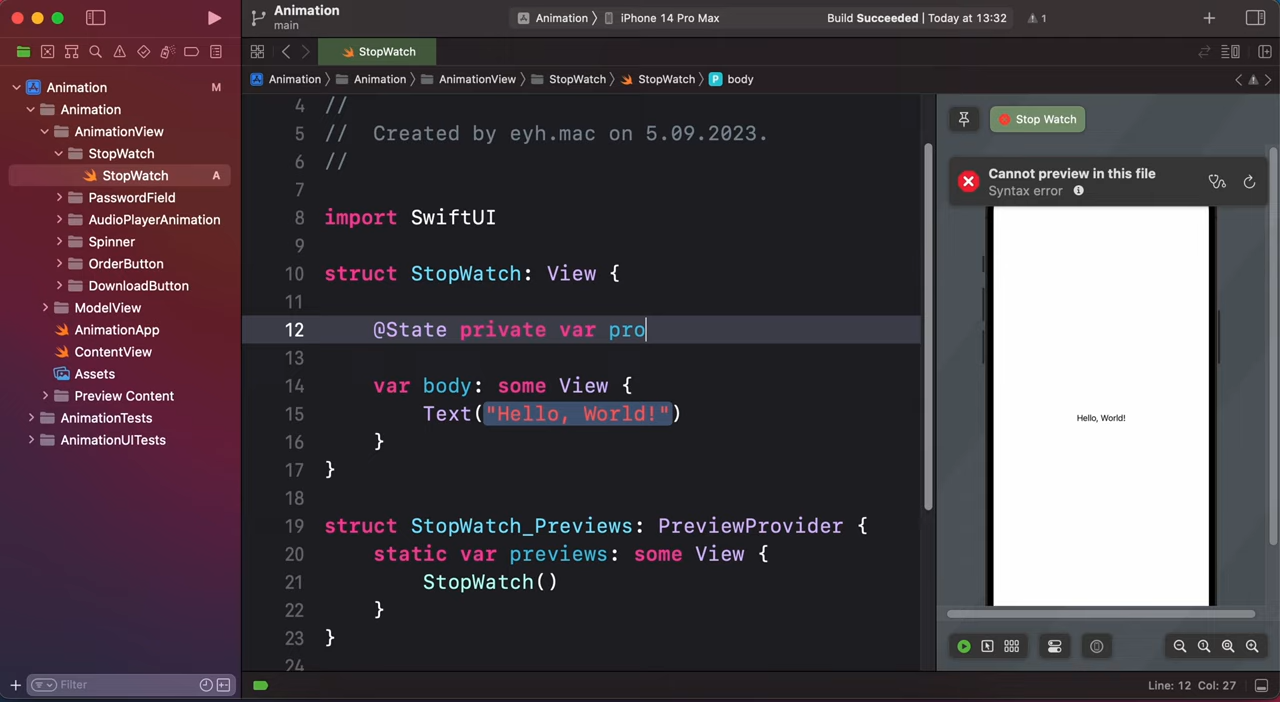 Animation
main
Animation
iPhone 14 Pro Max
Build Succeeded | Today at 13:32
1
StopWatch
Animation
Animation
AnimationView
StopWatch
StopWatch
P
body
Animation
M
Animation
AnimationView
StopWatch
StopWatch
A
PasswordField
AudioPlayerAnimation
Spinner
OrderButton
DownloadButton
ModelView
AnimationApp
ContentView
Assets
Preview Content
AnimationTests
AnimationUITests
Filter
4 //
5 // Created by eyh.mac on 5.09.2023.
6 //
7
8 import SwiftUI
9
10 struct StopWatch: View {
11
12 @State private var pro
13
14 var body: some View {
15 Text("Hello, World!")
16 }
17 }
18
19 struct StopWatch_Previews: PreviewProvider {
20 static var previews: some View {
21 StopWatch()
22 }
23 }
24
Stop Watch
Cannot preview in this file
Syntax error
Hello, World!
Line: 12 Col: 27